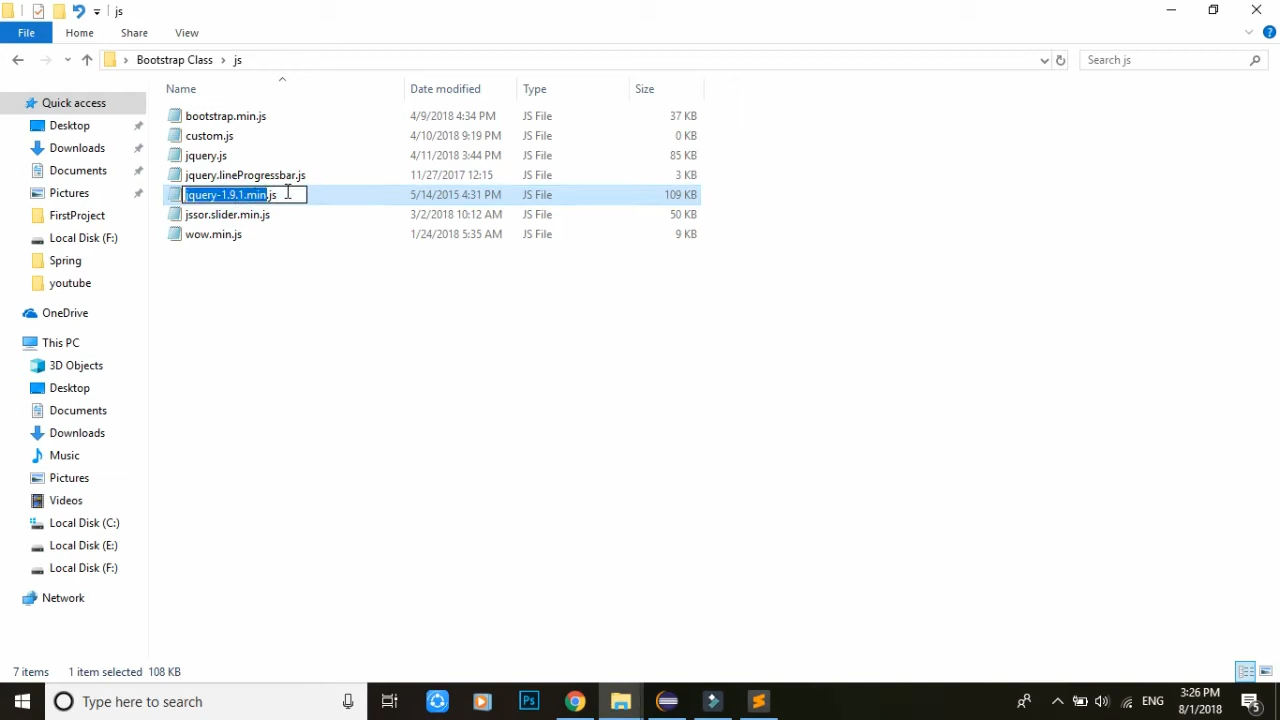 js
File Home Share View
Bootstrap Class js Search js
Name Date modified Type Size
Quick access
Desktop
Downloads
Documents
Pictures
FirstProject
Local Disk (F:)
Spring
youtube
OneDrive
This PC
3D Objects
Desktop
Documents
Downloads
Music
Pictures
Videos
Local Disk (C:)
Local Disk (E:)
Local Disk (F:)
Network
bootstrap.min.js 4/9/2018 4:34 PM JS File 37 KB
custom.js 4/10/2018 9:19 PM JS File 0 KB
jquery.js 4/11/2018 3:44 PM JS File 85 KB
jquery.lineProgressbar.js 11/27/2017 12:15 JS File 3 KB
jquery-1.9.1.min.js 5/14/2015 4:31 PM JS File 109 KB
jssor.slider.min.js 3/2/2018 10:12 AM JS File 50 KB
wow.min.js 1/24/2018 5:35 AM JS File 9 KB
7 items 1 item selected 108 KB
Type here to search
Ps
ENG
3:26 PM
8/1/2018
5